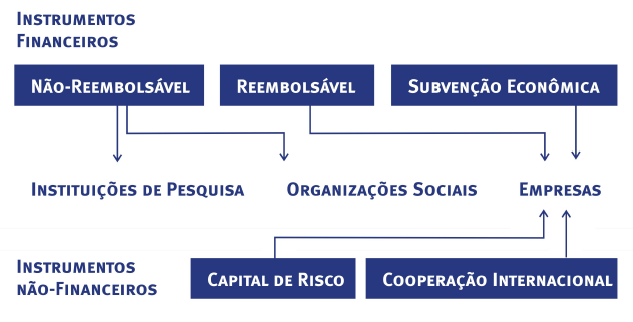 Instrumentos
Financeiros
Não-Reembolsável
Reembolsável
Subvenção Econômica
Instituições de Pesquisa
Organizações Sociais
Empresas
Instrumentos
não-Financeiros
Capital de Risco
Cooperação Internacional